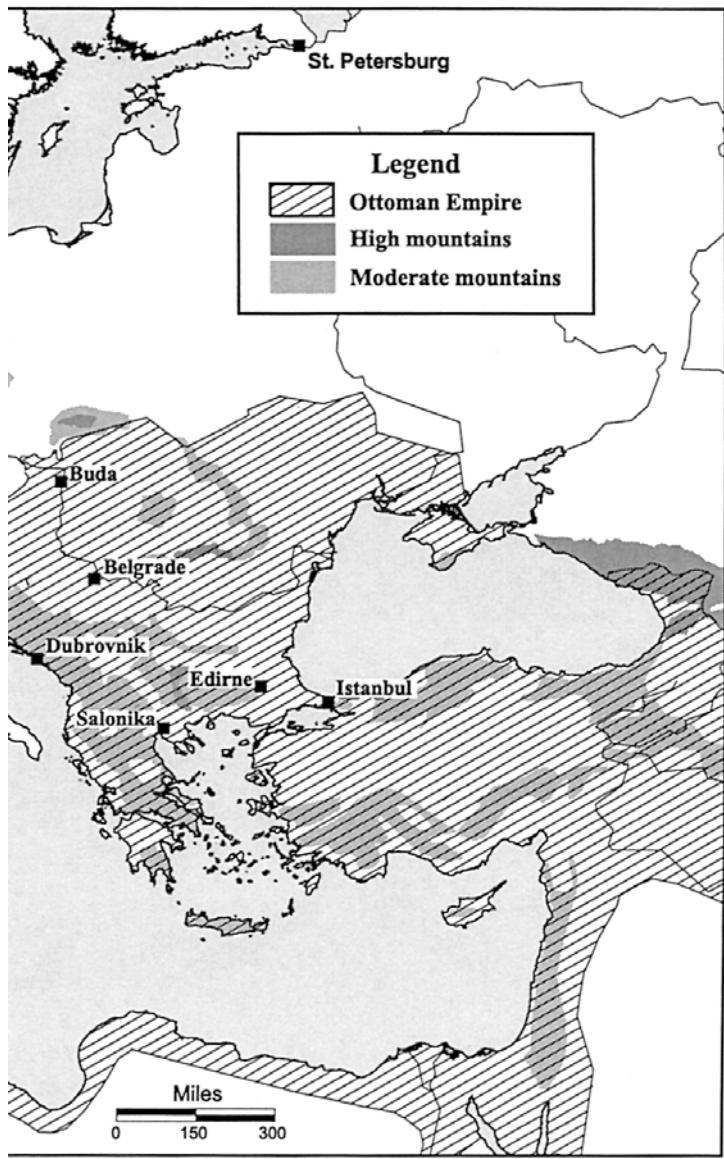 St. Petersburg
Legend
Ottoman Empire
High mountains
Moderate mountains
Buda
Belgrade
Dubrovnik
Edirne
Istanbul
Salonika
Miles
0 150 300